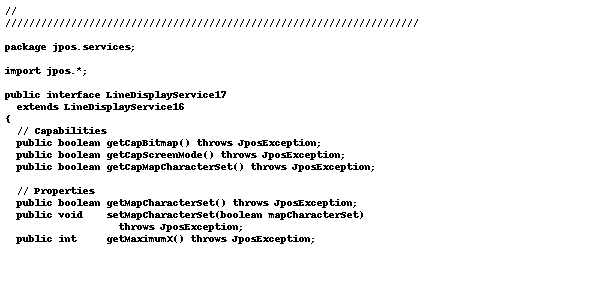 //
/////////////////////////////////////////////////////////////////////
package jpos.services;
import jpos.*;
public interface LineDisplayService17
  extends LineDisplayService16
{
  // Capabilities
  public boolean getCapBitmap() throws JposException;
  public boolean getCapScreenMode() throws JposException;
  public boolean getCapMapCharacterSet() throws JposException;
  // Properties
  public boolean getMapCharacterSet() throws JposException;
  public void    setMapCharacterSet(boolean mapCharacterSet)
                   throws JposException;
  public int     getMaximumX() throws JposException;